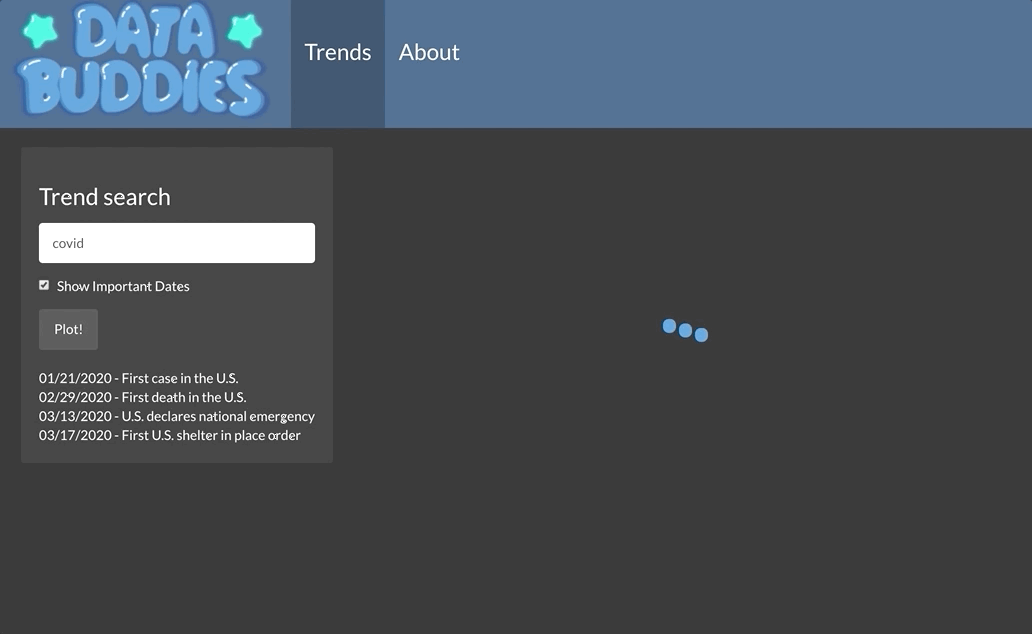 DATA
BUDDIES
Trends
About
Trend search
covid
Show Important Dates
Plot!
01/21/2020 - First case in the U.S.
02/29/2020 - First death in the U.S.
03/13/2020 - U.S. declares national emergency
03/17/2020 - First U.S. shelter in place order